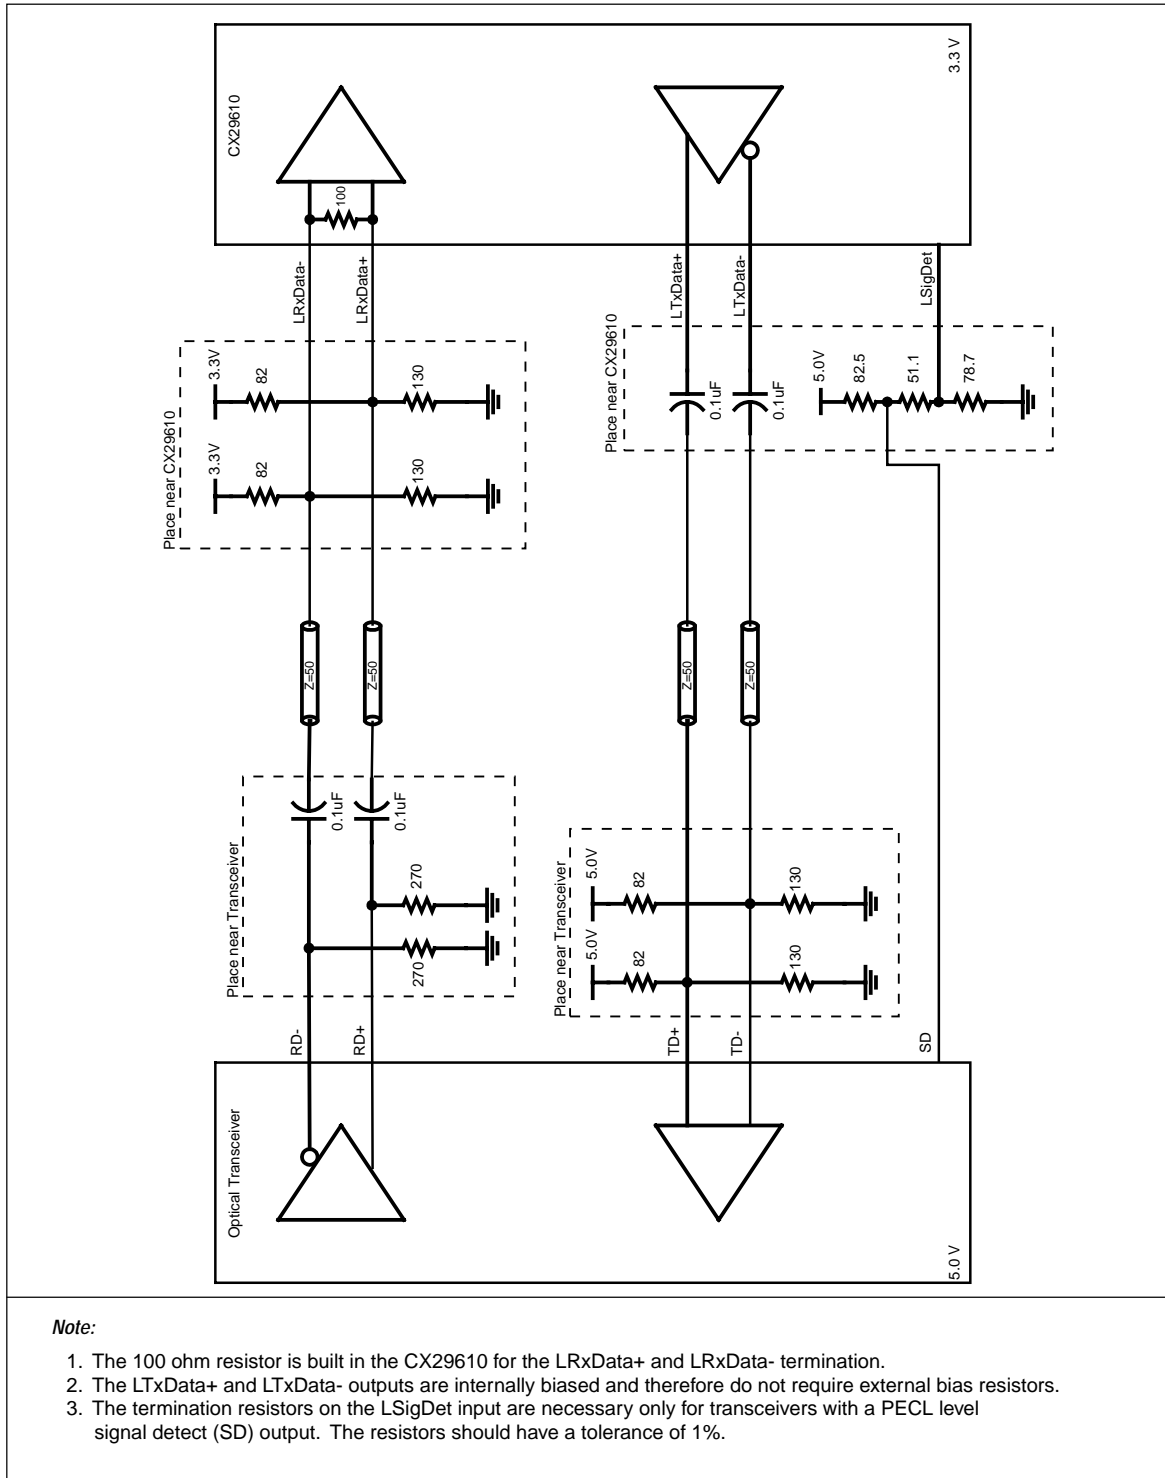 CX29610
3.3 V
100
LRxData-
LRxData+
LTxData+
LTxData-
LSigDet
Place near CX29610
3.3V
82
130
3.3V
82
130
Place near CX29610
0.1uF
0.1uF
5.0V
82.5
51.1
78.7
Z=50
Z=50
Z=50
Z=50
Place near Transceiver
0.1uF
0.1uF
270
270
Place near Transceiver
5.0V
82
130
5.0V
82
130
RD-
RD+
TD+
TD-
SD
Optical Transceiver
5.0 V
Note:
1. The 100 ohm resistor is built in the CX29610 for the LRxData+ and LRxData- termination.
2. The LTxData+ and LTxData- outputs are internally biased and therefore do not require external bias resistors.
3. The termination resistors on the LSigDet input are necessary only for transceivers with a PECL level
signal detect (SD) output. The resistors should have a tolerance of 1%.